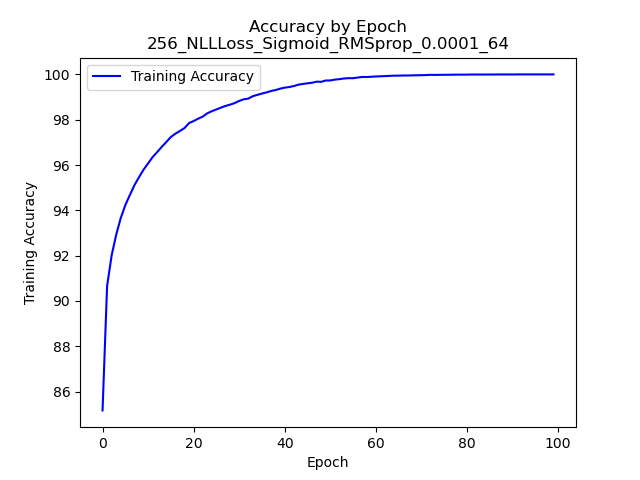 Accuracy by Epoch
256_NLLLoss_Sigmoid_RMSprop_0.0001_64
Training Accuracy
100
98
96
94
92
90
88
86
Training Accuracy
0
20
40
60
80
100
Epoch